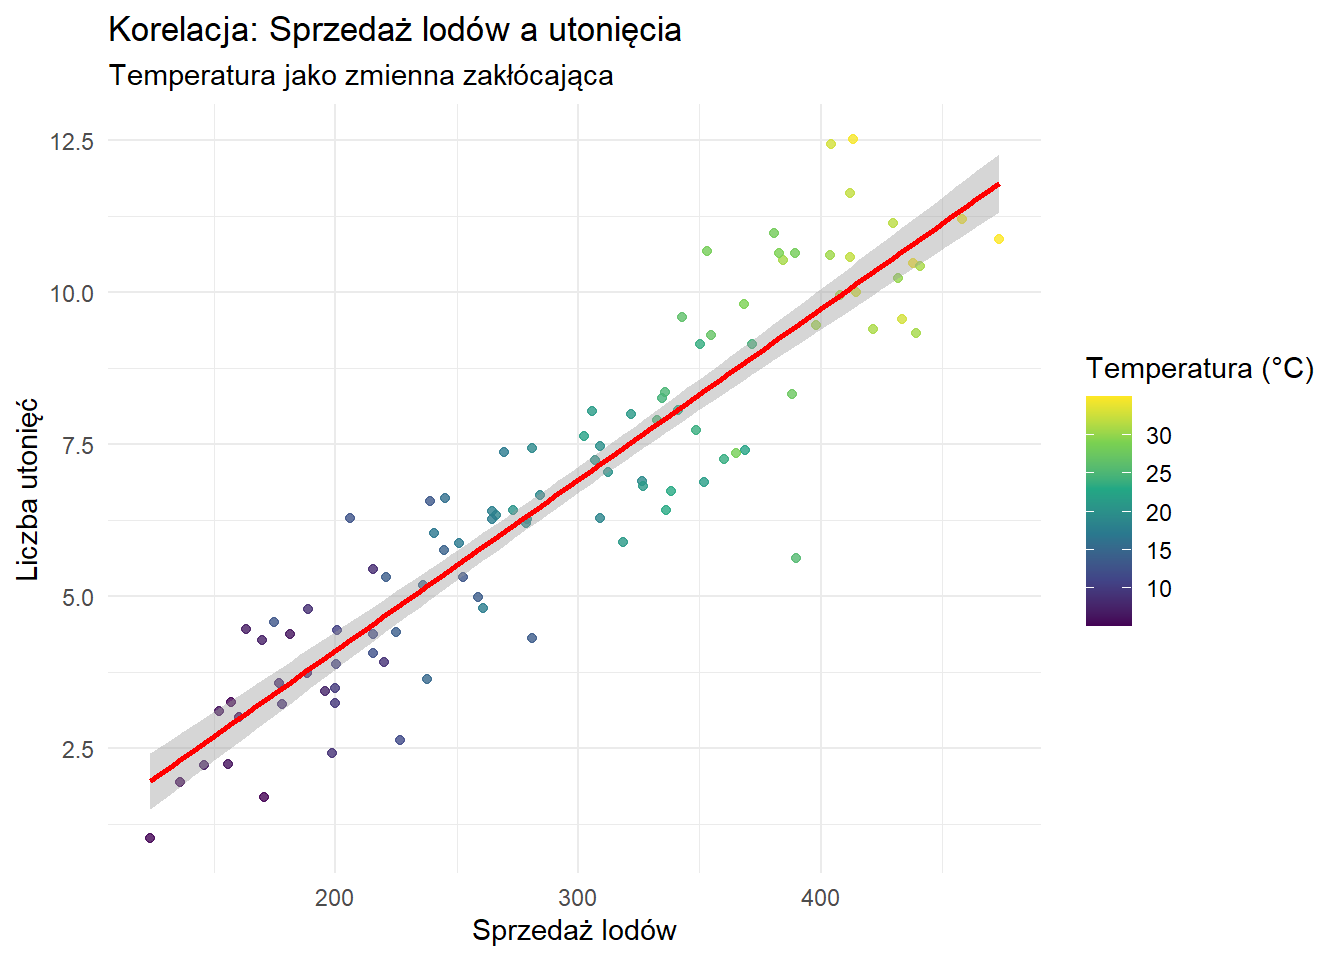 Korelacja: Sprzedaż lodów a utonięcia
Temperatura jako zmienna zakłócająca
12.5
10.0
7.5
5.0
2.5
Liczba utonięć
200
300
400
Sprzedaż lodów
Temperatura (°C)
30
25
20
15
10